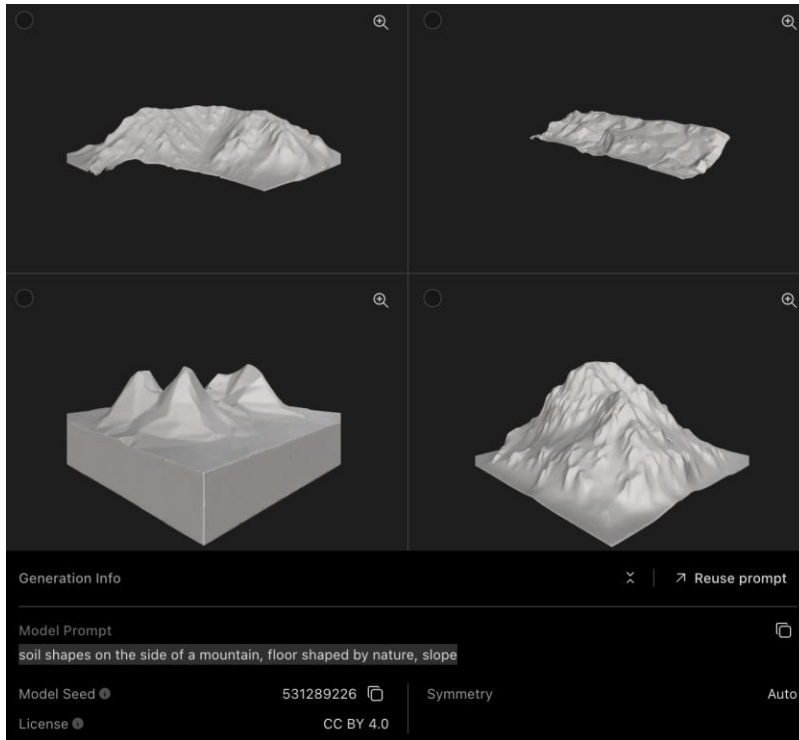 Generation Info
Reuse prompt
Model Prompt
soil shapes on the side of a mountain, floor shaped by nature, slope
Model Seed 531289226
Symmetry Auto
License CC BY 4.0